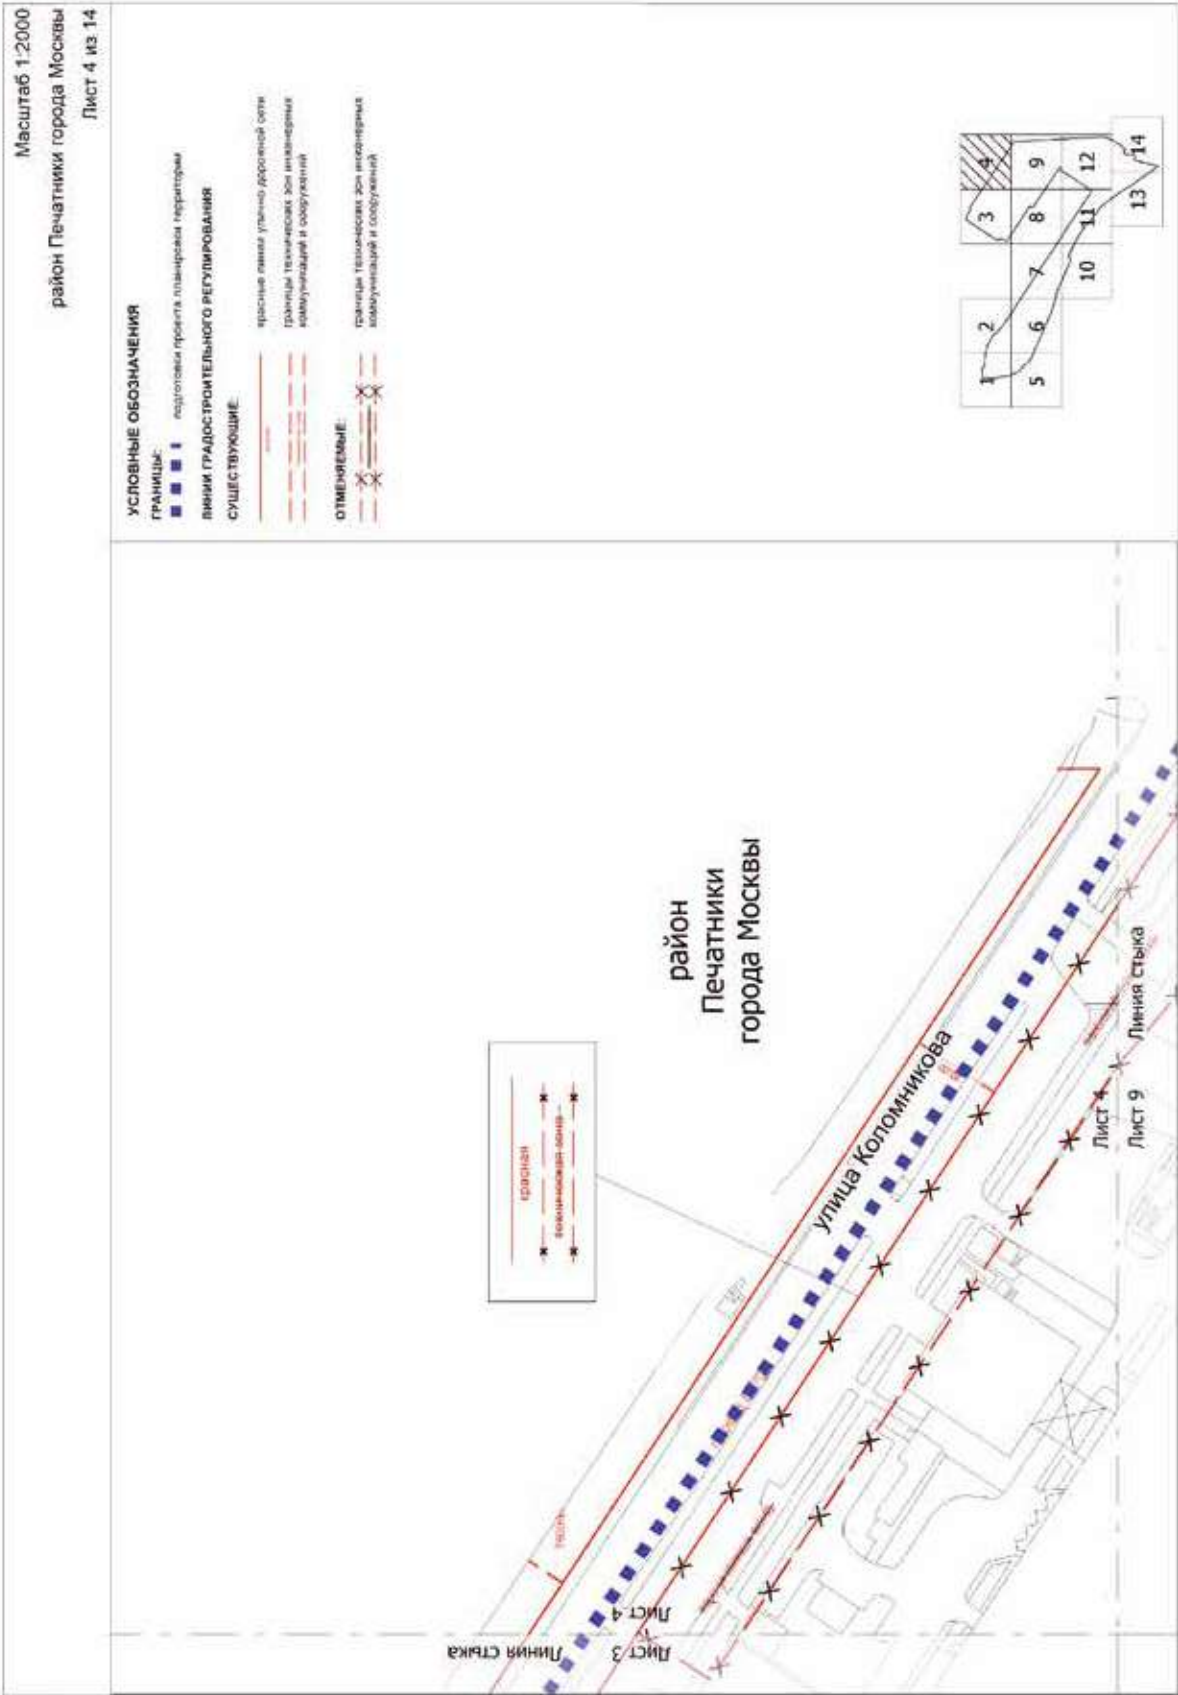 Масштаб 1:2000
район Печатники города Москвы
Лист 4 из 14
УСЛОВНЫЕ ОБОЗНАЧЕНИЯ
ГРАНИЦЫ:
подготовки проекта планировки территории
ЛИНИИ ГРАДОСТРОИТЕЛЬНОГО РЕГУЛИРОВАНИЯ
СУЩЕСТВУЮЩИЕ:
красные линии улично-дорожной сети
границы технических зон инженерных
коммуникаций и сооружений
ОТМЕНЯЕМЫЕ:
границы технических зон инженерных
коммуникаций и сооружений
1 2 3 4
5 6 7 8 9
10 11 12
13 14
район
Печатники
города Москвы
красная
техническая зона
улица Коломникова
Линия стыка
Лист 3
Лист 4
Лист 4
Лист 9
Линия стыка